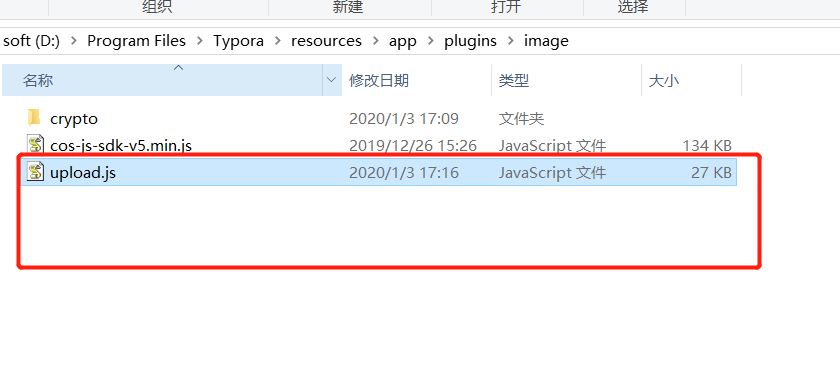 组织 新建 打开 选择
soft (D:) > Program Files > Typora > resources > app > plugins > image
名称 修改日期 类型 大小
crypto 2020/1/3 17:09 文件夹
cos-js-sdk-v5.min.js 2019/12/26 15:26 JavaScript 文件 134 KB
upload.js 2020/1/3 17:16 JavaScript 文件 27 KB